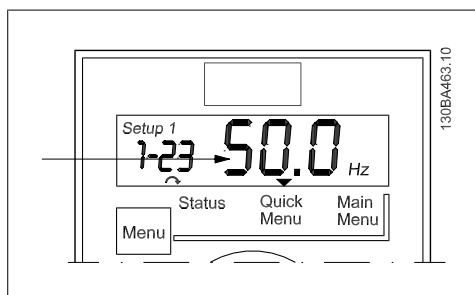 130BA463.10
Setup 1
1-23 50.0 Hz
Status Quick Menu Main Menu
Menu